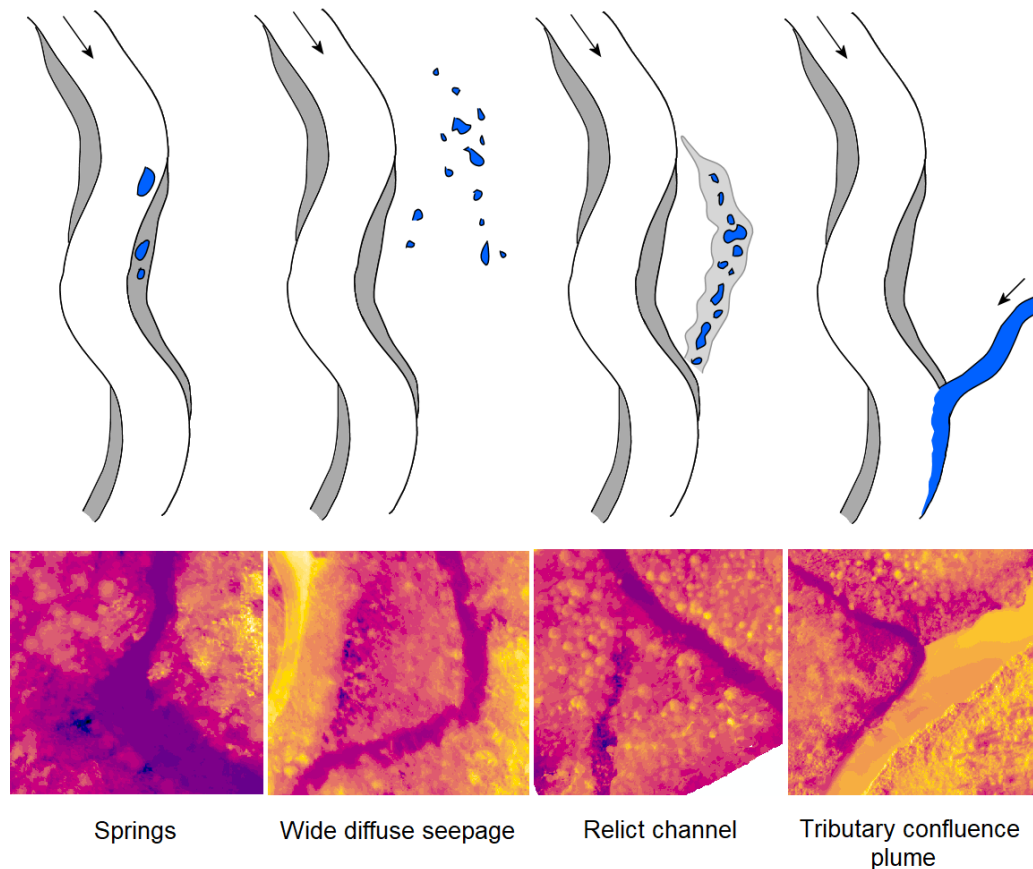 Springs
Wide diffuse seepage
Relict channel
Tributary confluence
plume